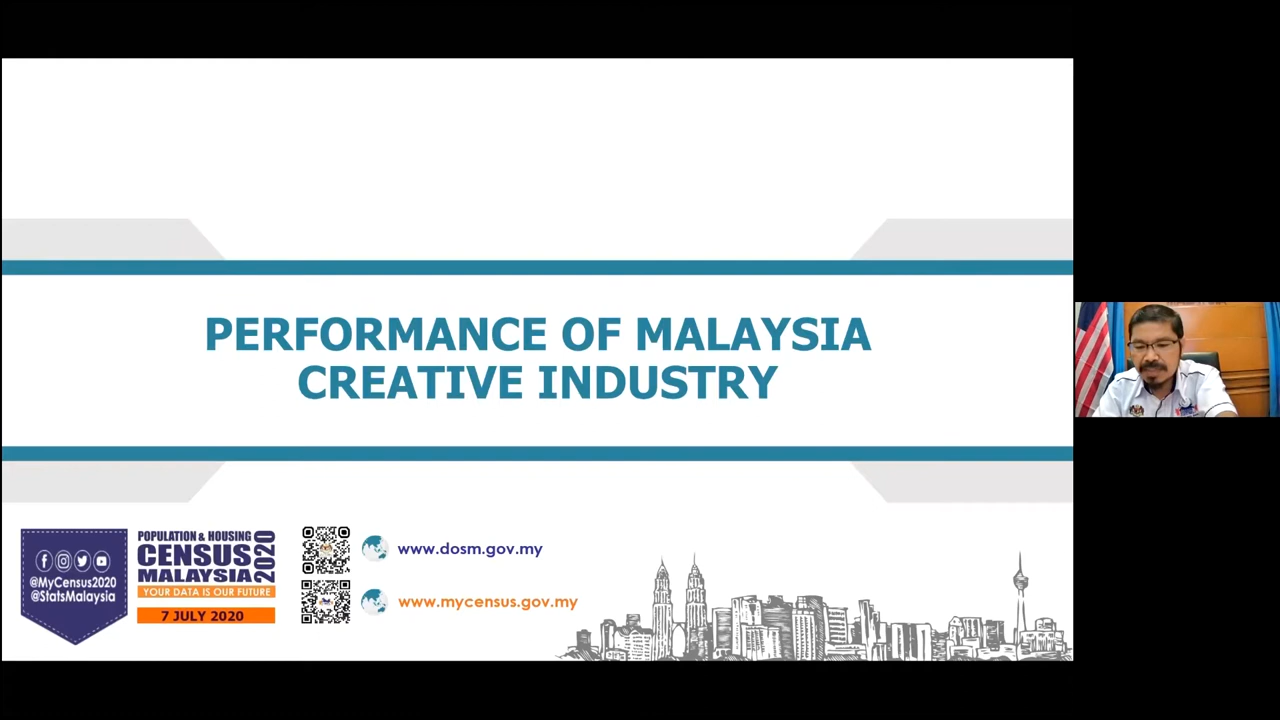 PERFORMANCE OF MALAYSIA
CREATIVE INDUSTRY
@MyCensus2020
@StatsMalaysia
POPULATION & HOUSING
CENSUS
MALAYSIA
2020
YOUR DATA IS OUR FUTURE
7 JULY 2020
www.dosm.gov.my
www.mycensus.gov.my